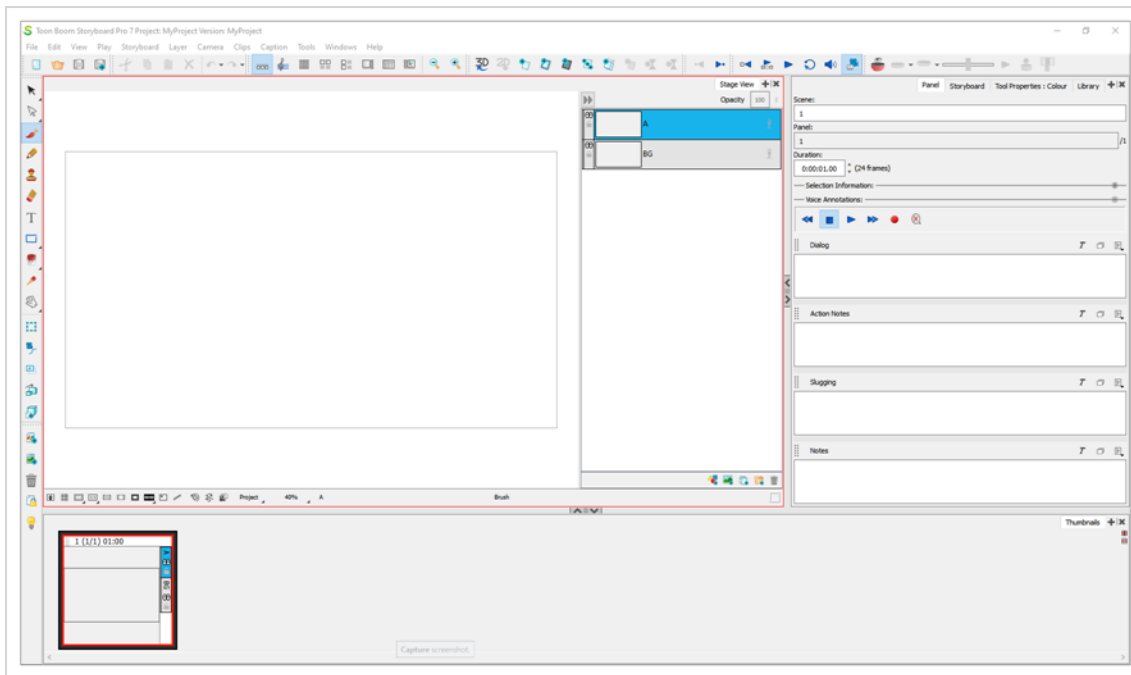 Toon Boom Storyboard Pro 7 Project: MyProject Version: MyProject
File Edit View Play Storyboard Layer Camera Clips Caption Tools Windows Help
3D 2D
Stage View
Panel Storyboard Tool Properties : Colour Library
Opacity 100
A
BG
Scene:
1
Panel:
1 /1
Duration:
0:00:01.00 (24 frames)
Selection Information:
Voice Annotations:
Dialog
Action Notes
Slugging
Notes
Project 40% A Brush
Thumbnails
1 (1/1) 01:00
Capture screenshot.